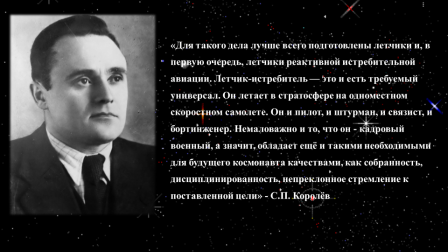 «Для такого дела лучше всего подготовлены летчики и, в
первую очередь, летчики реактивной истребительной
авиации. Летчик-истребитель — это и есть требуемый
универсал. Он летает в стратосфере на одноместном
скоростном самолете. Он и пилот, и штурман, и связист, и
бортинженер. Немаловажно и то, что он - кадровый
военный, а значит, обладает ещё и такими необходимыми
для будущего космонавта качествами, как собранность,
дисциплинированность, непреклонное стремление к
поставленной цели» - С.П. Королёв